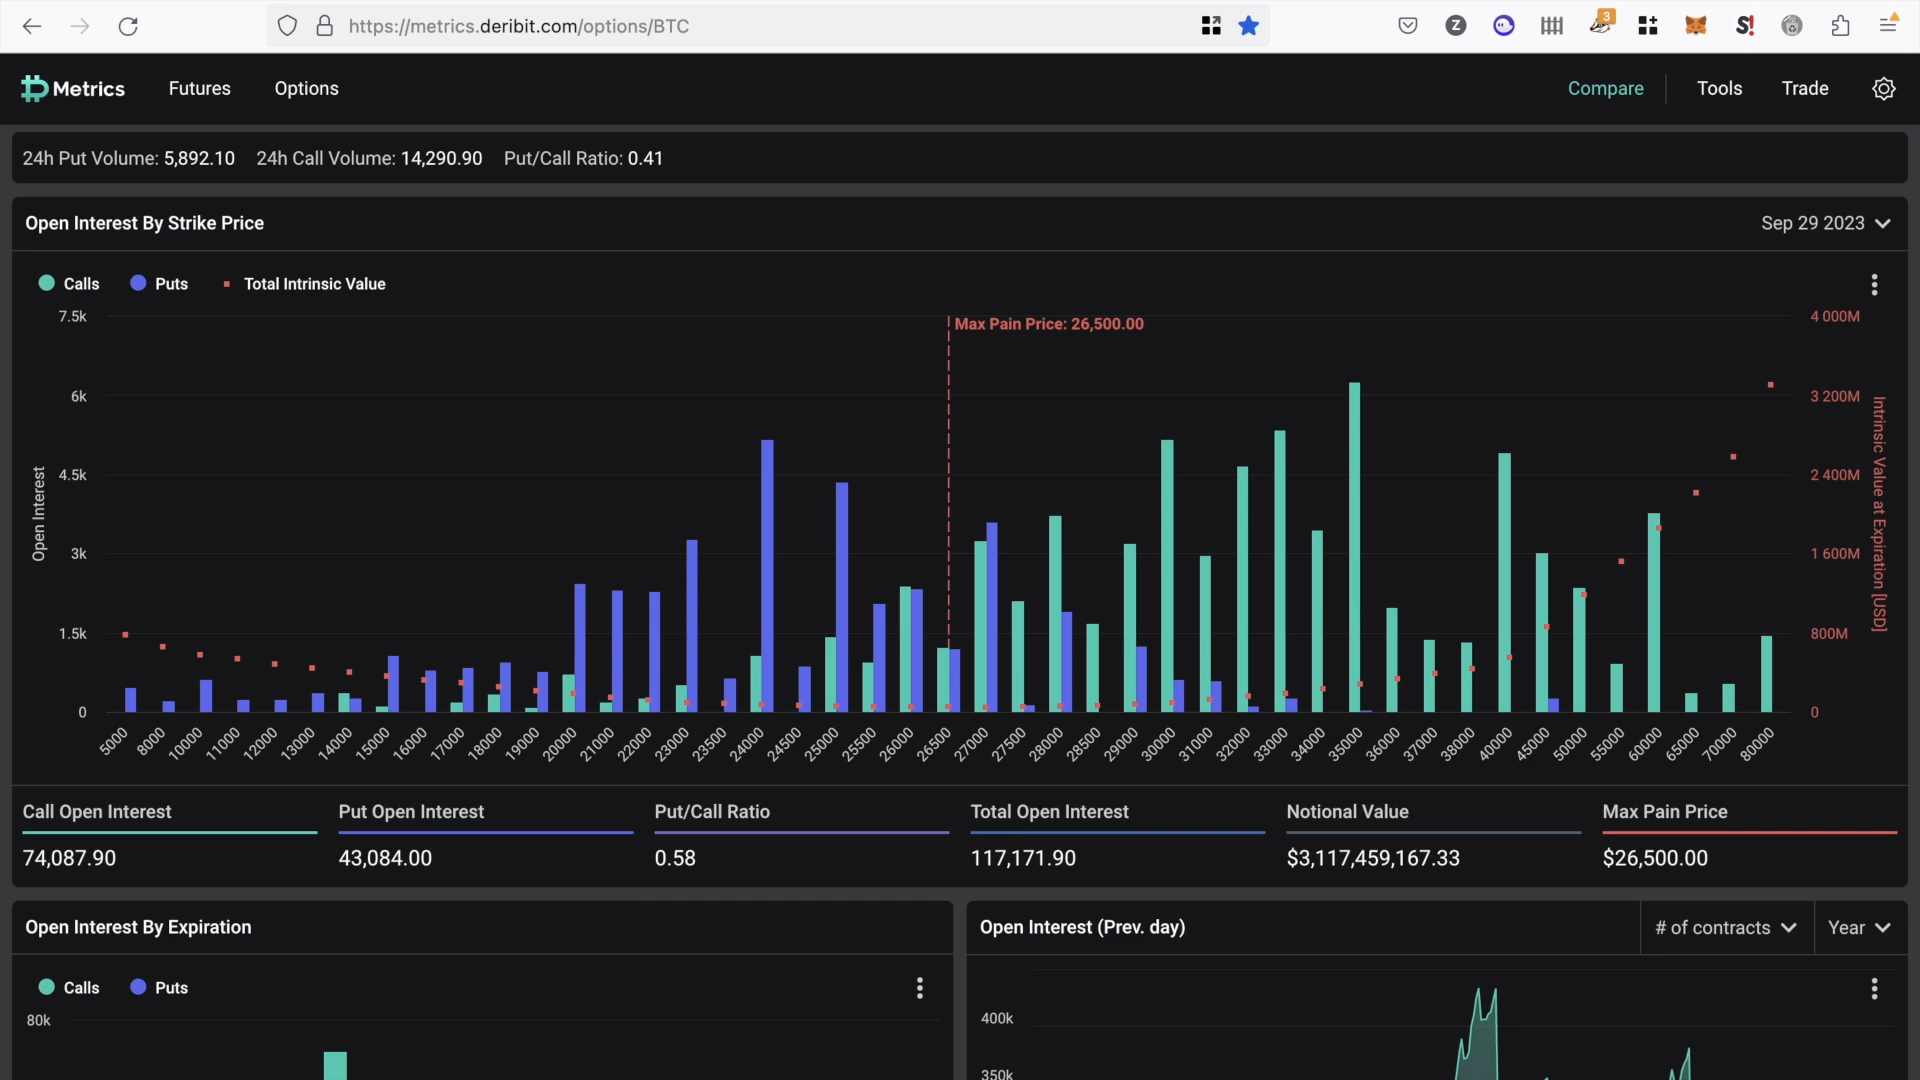 https://metrics.deribit.com/options/BTC
3
Z
S!
Metrics
Futures
Options
Compare
Tools
Trade
24h Put Volume: 5,892.10 24h Call Volume: 14,290.90 Put/Call Ratio: 0.41
Open Interest By Strike Price
Sep 29 2023
Calls Puts Total Intrinsic Value
Max Pain Price: 26,500.00
7.5k
6k
4.5k
3k
1.5k
0
Open Interest
4 000M
3 200M
2 400M
1 600M
800M
0
Intrinsic Value at Expiration [USD]
5000 8000 10000 11000 12000 13000 14000 15000 16000 17000 18000 19000 20000 21000 22000 23000 23500 24000 24500 25000 25500 26000 26500 27000 27500 28000 28500 29000 30000 31000 32000 33000 34000 35000 36000 37000 38000 40000 45000 50000 55000 60000 65000 70000 80000
Call Open Interest Put Open Interest Put/Call Ratio Total Open Interest Notional Value Max Pain Price
74,087.90 43,084.00 0.58 117,171.90 $3,117,459,167.33 $26,500.00
Open Interest By Expiration
Calls Puts
80k
Open Interest (Prev. day)
# of contracts
Year
400k
350k